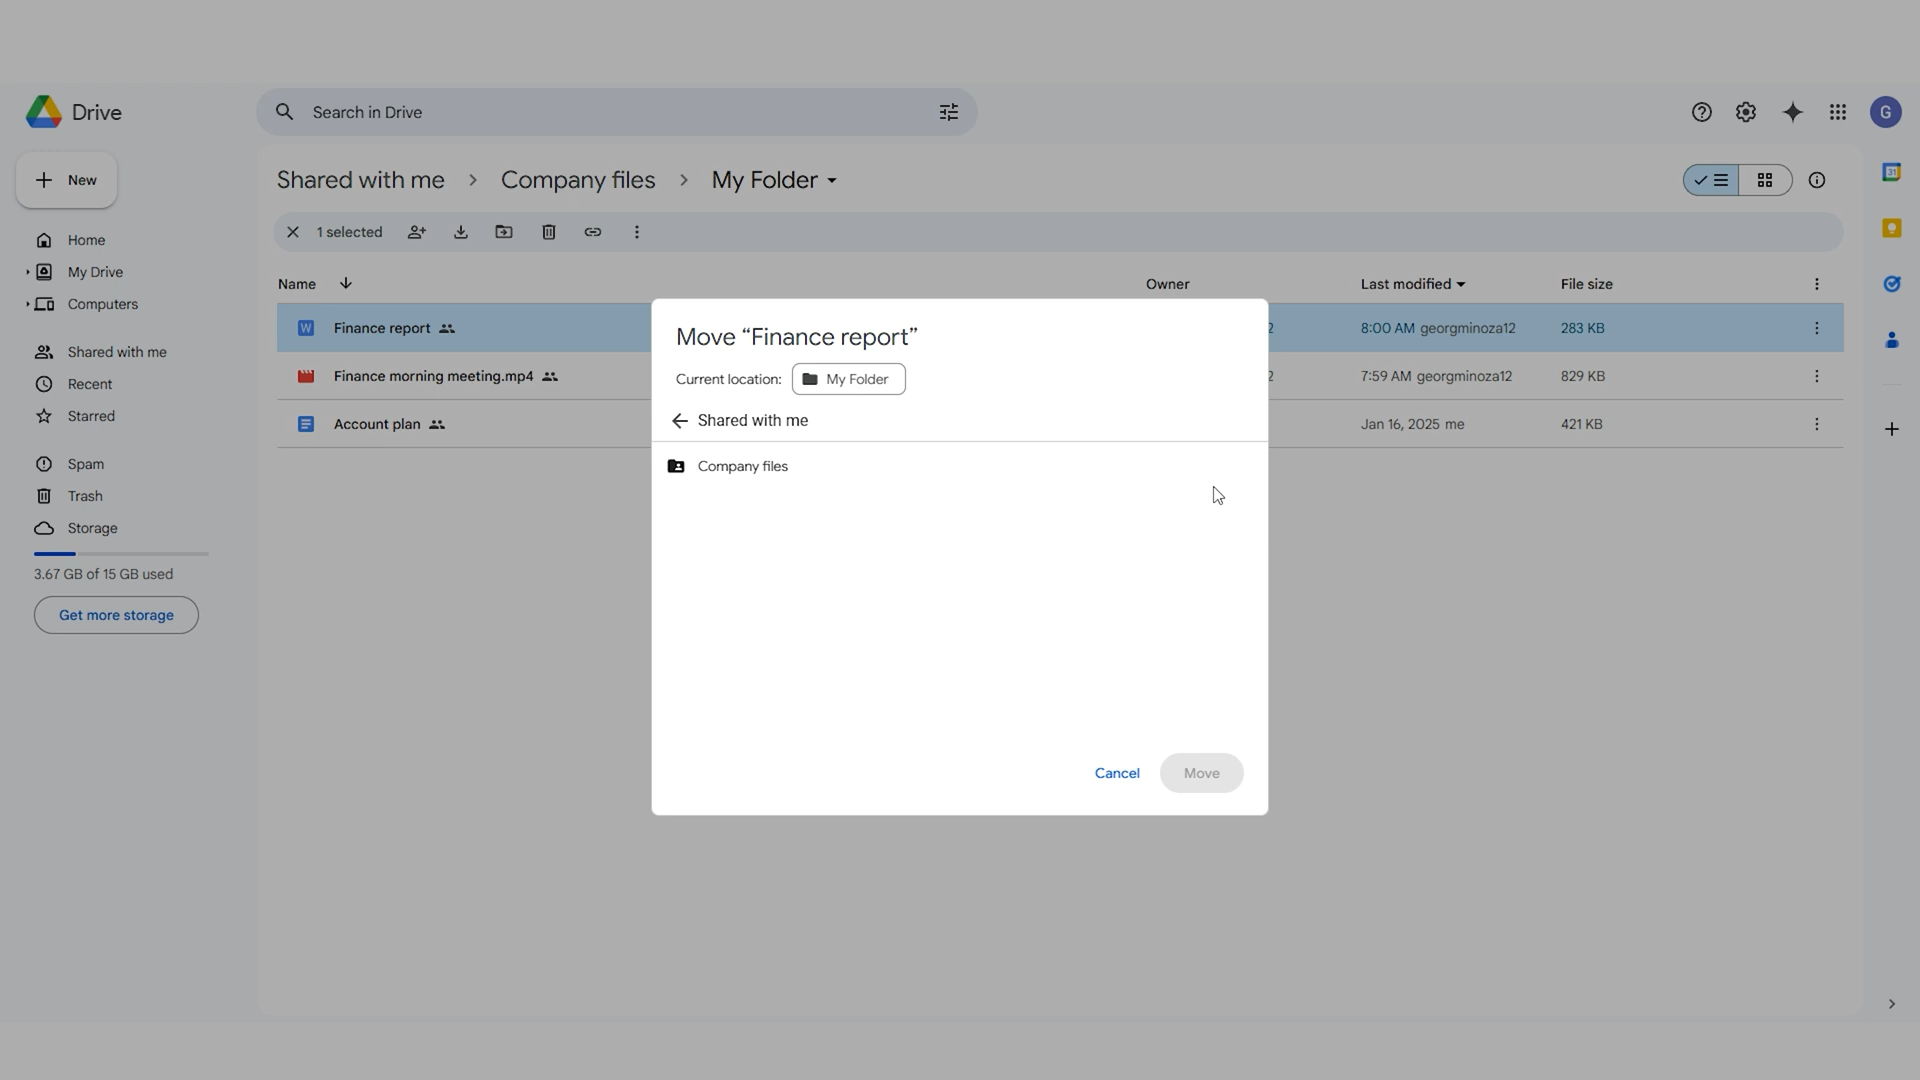 Drive
Search in Drive
G
New
Shared with me
Company files
My Folder
31
1 selected
Home
My Drive
Computers
Shared with me
Recent
Starred
Spam
Trash
Storage
3.67 GB of 15 GB used
Get more storage
Name
Owner
Last modified
File size
W
Finance report
2
8:00 AM georgminoza12
283 KB
Finance morning meeting.mp4
2
7:59 AM georgminoza12
829 KB
Account plan
Jan 16, 2025 me
421 KB
Move “Finance report”
Current location:
My Folder
Shared with me
Company files
Cancel
Move